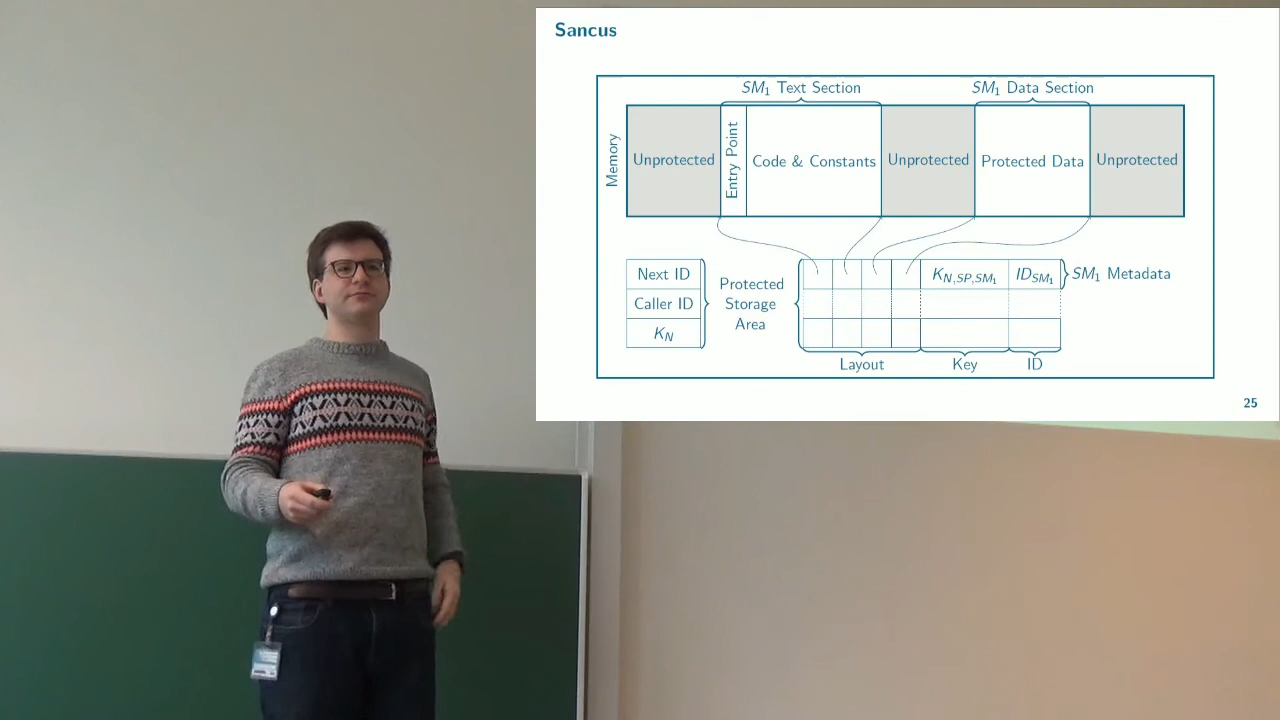 Sancus
SM₁ Text Section
SM₁ Data Section
Memory
Unprotected
Entry Point
Code & Constants
Unprotected
Protected Data
Unprotected
Next ID
Caller ID
K_N
Protected
Storage
Area
K_{N,SP,SM₁}
ID_{SM₁}
SM₁ Metadata
Layout
Key
ID
25